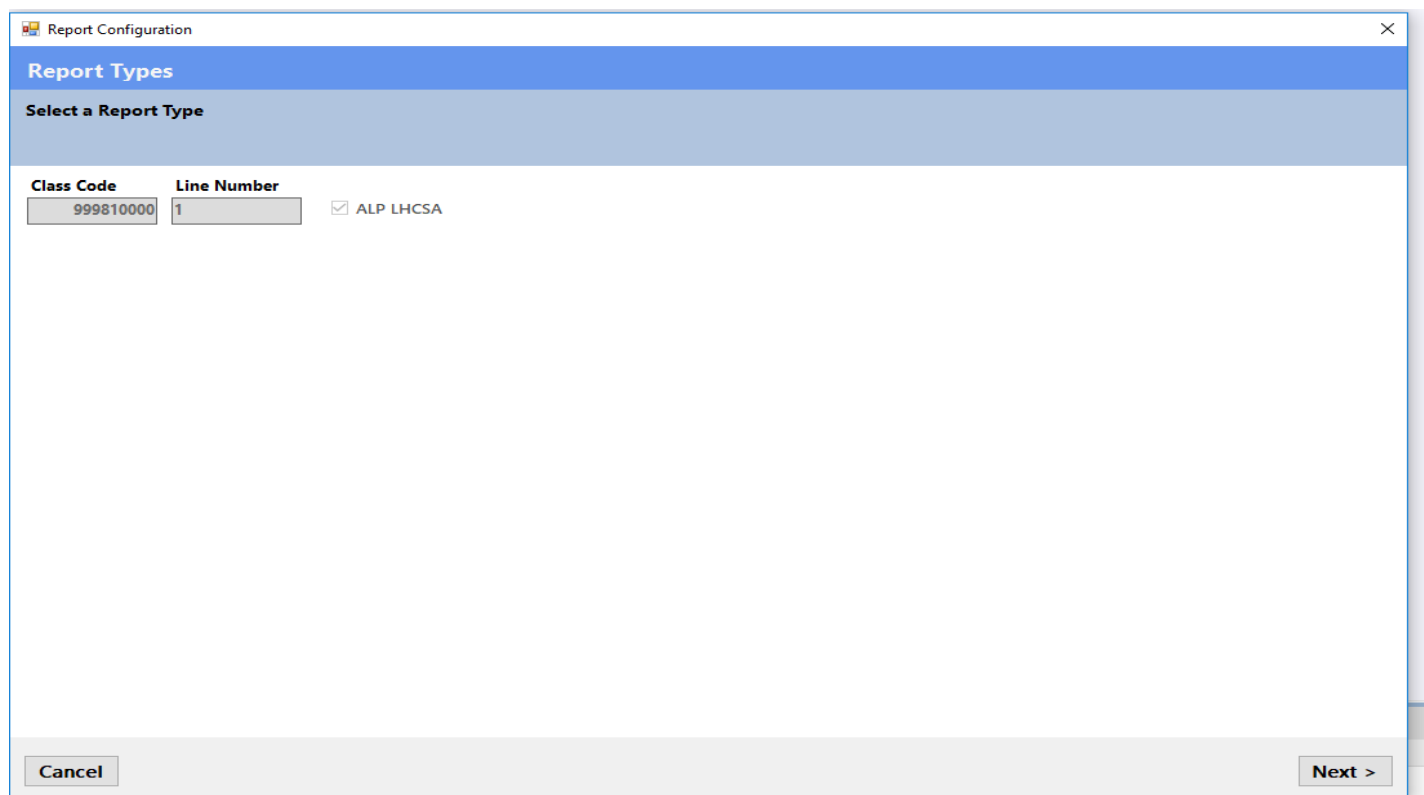 Report Configuration
Report Types
Select a Report Type
Class Code Line Number
999810000 1 ALP LHCSA
Cancel Next >